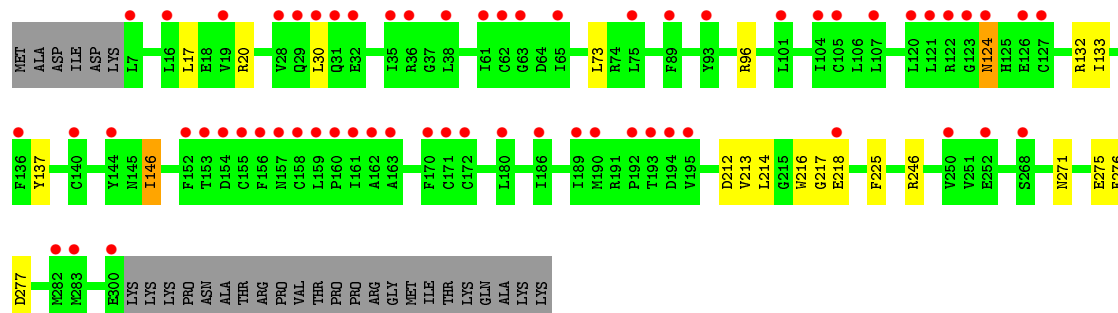 MET ALA ASP ILE ASP LYS L7 L16 L17 E18 V19 R20 V28 Q29 L30 Q31 E32 I35 R36 G37 L38 I61 C62 G63 D64 I65 L73 R74 L75 F89 Y93 R96 L101 I104 C105 L106 L107 L120 L121 R122 G123 N124 H125 E126 C127 R132 I133
F136 Y137 C140 Y144 N145 I146 F152 T153 D154 C155 F156 N157 C158 L159 P160 I161 A162 A163 F170 C171 C172 L180 I186 I189 M190 R191 P192 T193 D194 V195 D212 V213 L214 G215 W216 G217 E218 F225 R246 V250 V251 E252 S268 N271 E275 F276
D277 M282 M283 E300 LYS LYS LYS PRO ASN ALA THR ARG PRO VAL THR PRO PRO ARG GLY MET ILE THR LYS GLN ALA LYS LYS